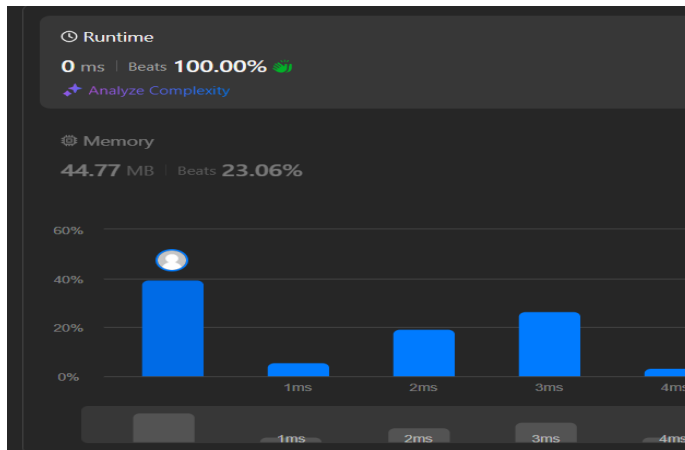 Runtime
0 ms | Beats 100.00%
Analyze Complexity
Memory
44.77 MB | Beats 23.06%
60%
40%
20%
0%
1ms 2ms 3ms 4ms
1ms 2ms 3ms 4ms